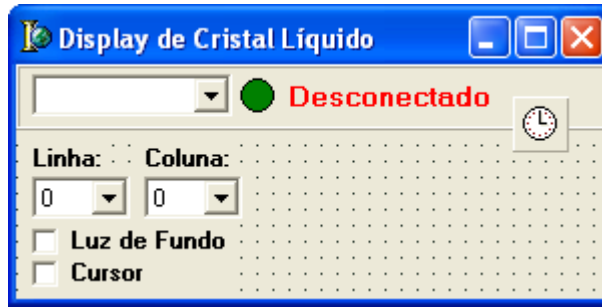 Display de Cristal Líquido
Desconectado
Linha: Coluna:
0 0
Luz de Fundo
Cursor